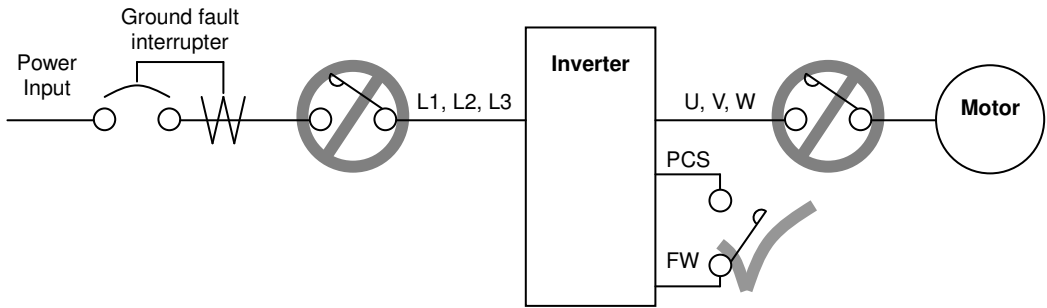 Ground fault
interrupter
Power
Input
L1, L2, L3
Inverter
U, V, W
Motor
PCS
FW